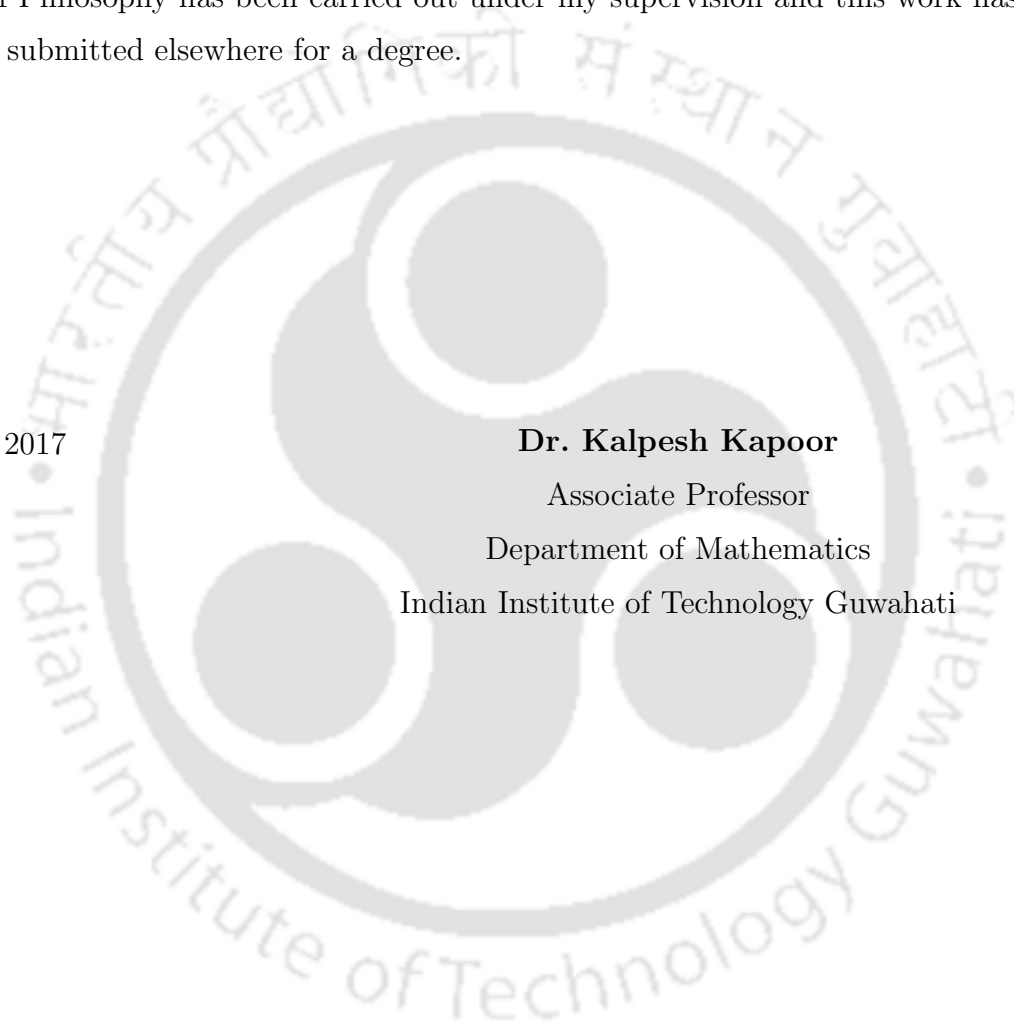 Philosophy has been carried out under my supervision and this work has
submitted elsewhere for a degree.
भारतीय प्रौद्योगिकी संस्थान गुवाहाटी
2017
Dr. Kalpesh Kapoor
Associate Professor
Department of Mathematics
Indian Institute of Technology Guwahati
Indian Institute of Technology Guwahati